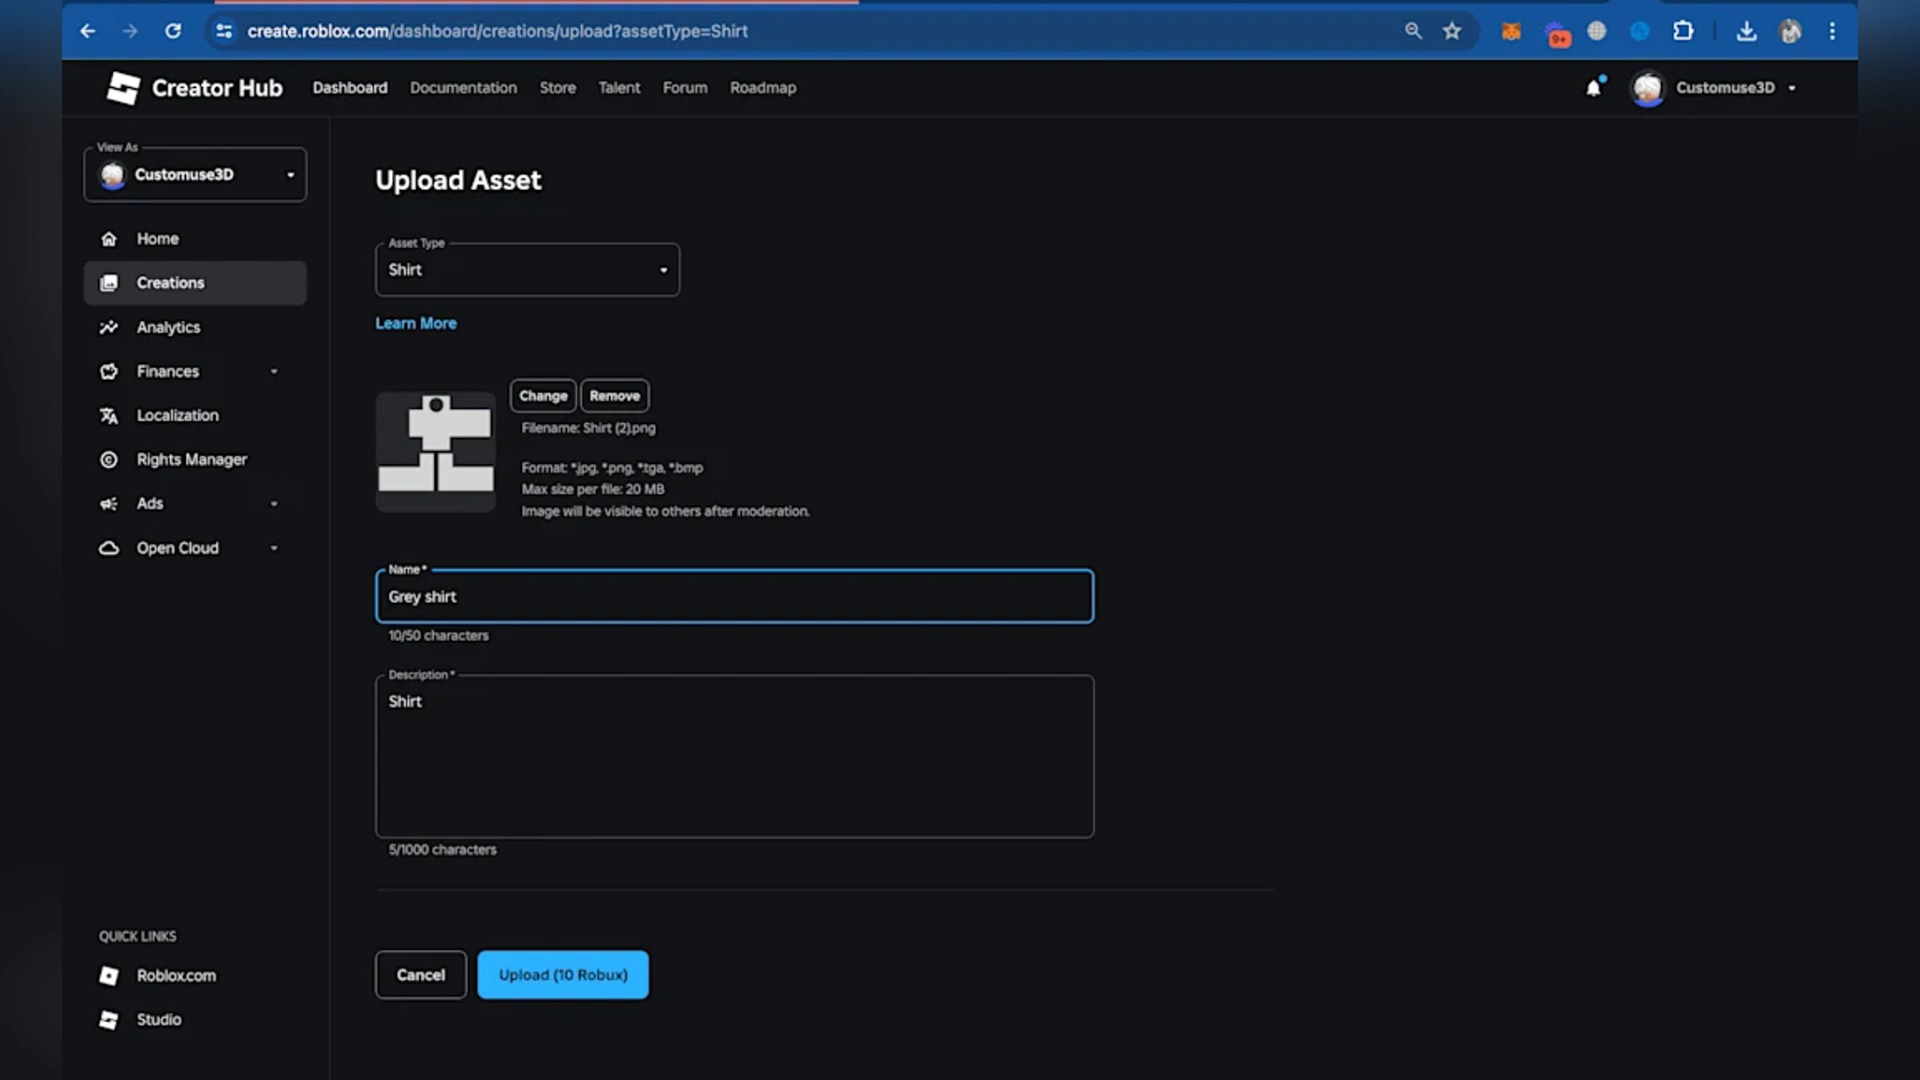 create.roblox.com/dashboard/creations/upload?assetType=Shirt
9+
Creator Hub
Dashboard
Documentation
Store
Talent
Forum
Roadmap
Customuse3D
View As
Customuse3D
Home
Creations
Analytics
Finances
Localization
Rights Manager
Ads
Open Cloud
QUICK LINKS
Roblox.com
Studio
Upload Asset
Asset Type
Shirt
Learn More
Change
Remove
Filename: Shirt (2).png
Format: *.jpg, *.png, *.tga, *.bmp
Max size per file: 20 MB
Image will be visible to others after moderation.
Name*
Grey shirt
10/50 characters
Description*
Shirt
5/1000 characters
Cancel
Upload (10 Robux)